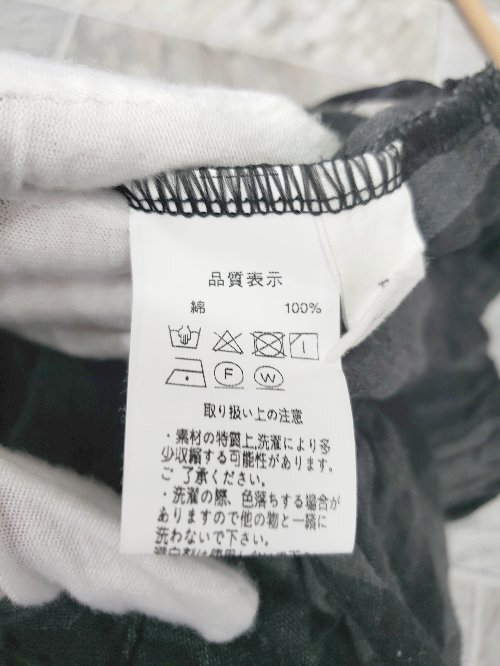 品質表示
綿 100%
F W
取り扱い上の注意
・素材の特質上,洗濯により多
少収縮する可能性があります。
ご了承ください。
・洗濯の際、色落ちする場合が
ありますので他の物と一緒に
洗わないで下さい。